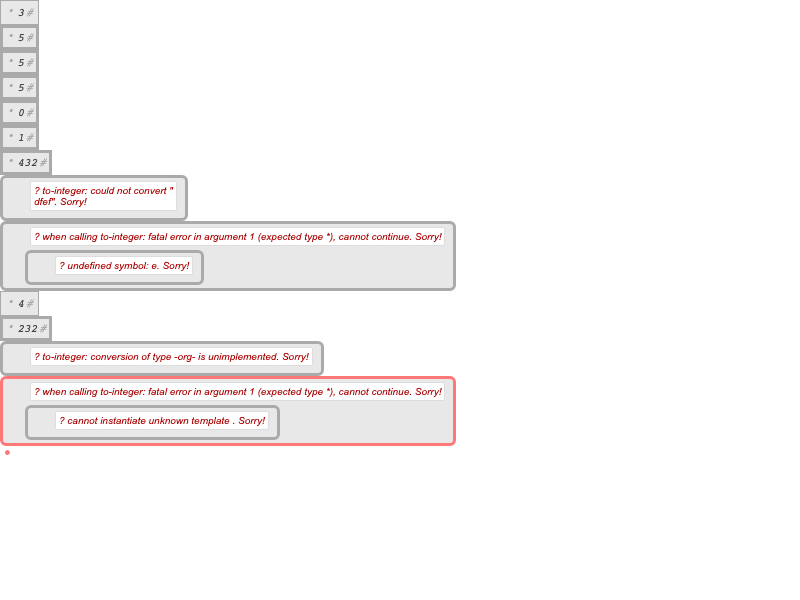 * 3 #
* 5 #
* 5 #
* 5 #
* 0 #
* 1 #
* 432 #
? to-integer: could not convert "
dfef". Sorry!
? when calling to-integer: fatal error in argument 1 (expected type *), cannot continue. Sorry!
? undefined symbol: e. Sorry!
* 4 #
* 232 #
? to-integer: conversion of type -org- is unimplemented. Sorry!
? when calling to-integer: fatal error in argument 1 (expected type *), cannot continue. Sorry!
? cannot instantiate unknown template . Sorry!